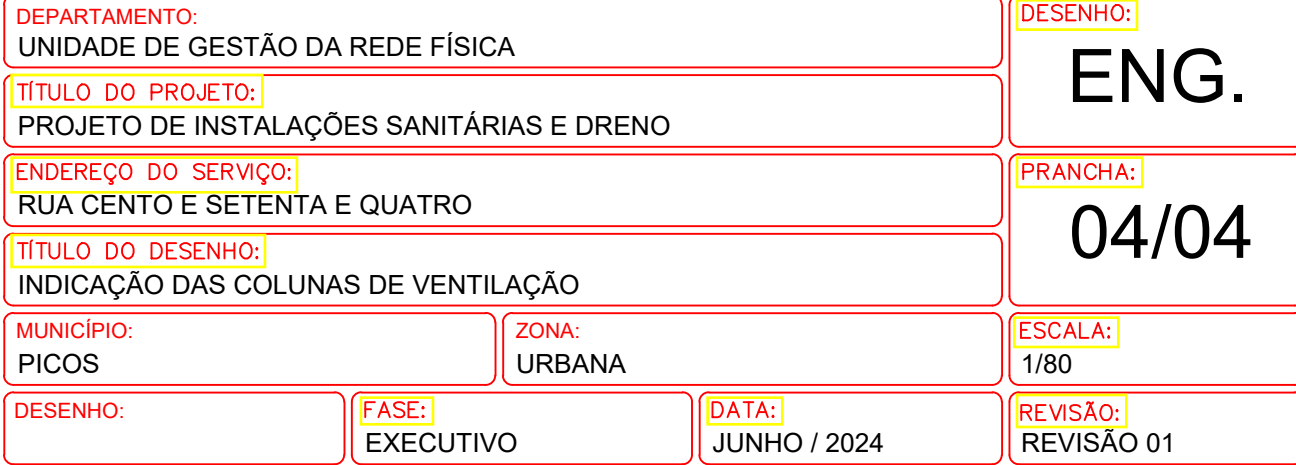 DEPARTAMENTO:
UNIDADE DE GESTÃO DA REDE FÍSICA
DESENHO:
ENG.
TÍTULO DO PROJETO:
PROJETO DE INSTALAÇÕES SANITÁRIAS E DRENO
ENDEREÇO DO SERVIÇO:
RUA CENTO E SETENTA E QUATRO
PRANCHA:
04/04
TÍTULO DO DESENHO:
INDICAÇÃO DAS COLUNAS DE VENTILAÇÃO
MUNICÍPIO:
PICOS
ZONA:
URBANA
ESCALA:
1/80
DESENHO:
FASE:
EXECUTIVO
DATA:
JUNHO / 2024
REVISÃO:
REVISÃO 01